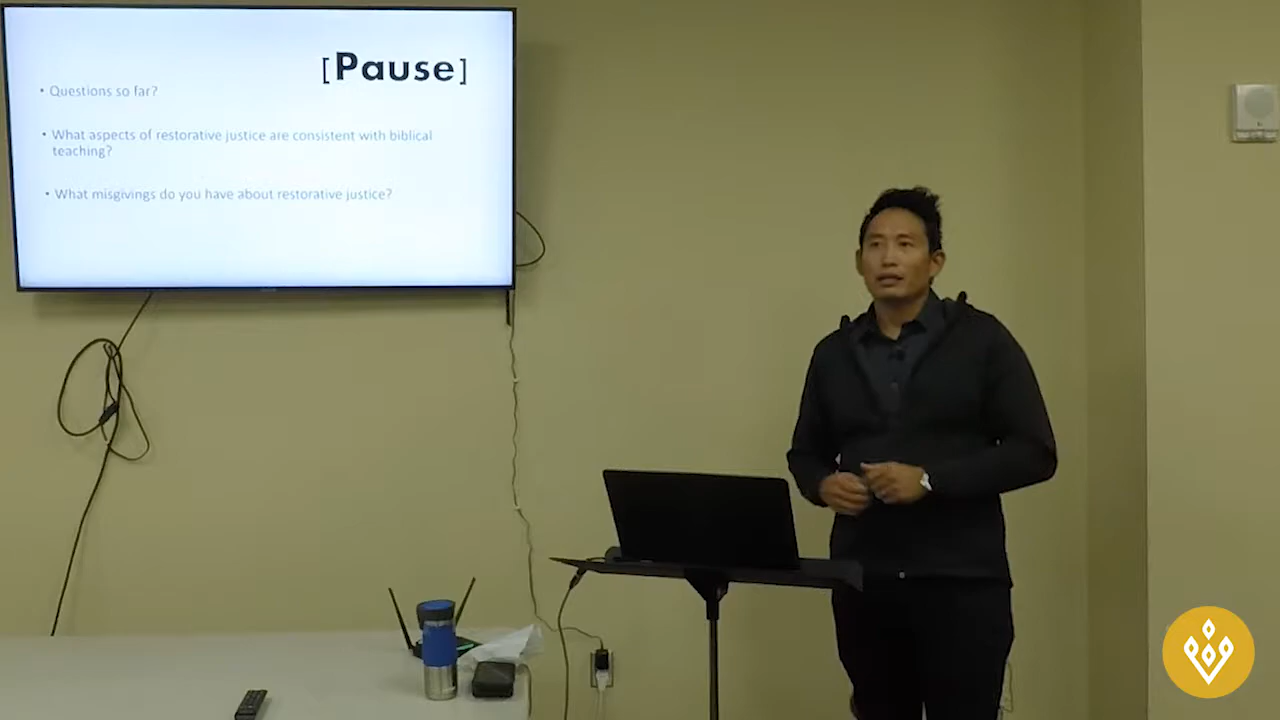 [Pause]
• Questions so far?
• What aspects of restorative justice are consistent with biblical
teaching?
• What misgivings do you have about restorative justice?